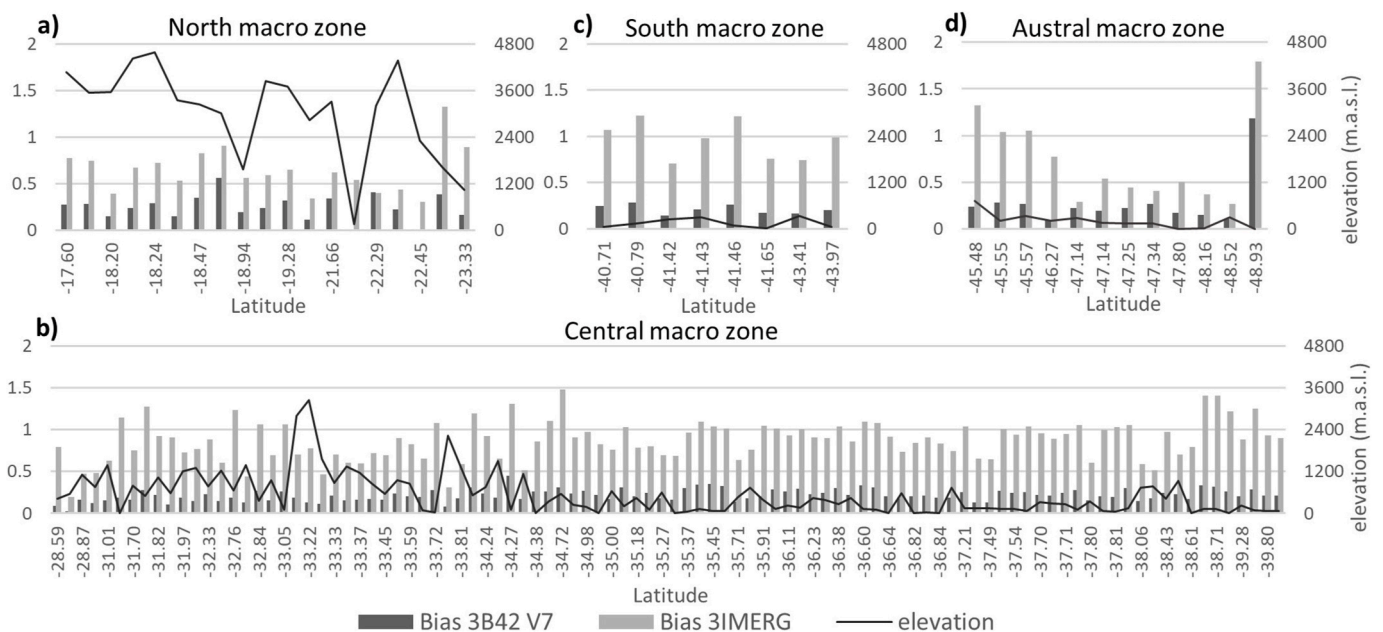 a) North macro zone
2 4800
1.5 3600
1 2400
0.5 1200
0 0
-17.60 -18.20 -18.24 -18.47 -18.94 -19.28 -21.66 -22.29 -22.45 -23.33
Latitude
c) South macro zone
2 4800
1.5 3600
1 2400
0.5 1200
0 0
-40.71 -40.79 -41.42 -41.43 -41.46 -41.65 -43.41 -43.97
Latitude
d) Austral macro zone
2 4800
1.5 3600
1 2400
0.5 1200
0 0
elevation (m.a.s.l.)
-45.48 -45.55 -45.57 -46.27 -47.14 -47.14 -47.25 -47.34 -47.80 -48.16 -48.52 -48.93
Latitude
b) Central macro zone
2 4800
1.5 3600
1 2400
0.5 1200
0 0
elevation (m.a.s.l.)
-28.59 -28.87 -31.01 -31.70 -31.82 -31.97 -32.33 -32.76 -32.84 -33.05 -33.22 -33.37 -33.45 -33.59 -33.72 -33.81 -34.24 -34.27 -34.38 -34.72 -34.98 -35.00 -35.18 -35.27 -35.37 -35.45 -35.71 -35.91 -36.11 -36.23 -36.38 -36.60 -36.64 -36.82 -36.84 -37.21 -37.49 -37.54 -37.70 -37.71 -37.80 -37.81 -38.06 -38.43 -38.61 -38.71 -39.28 -39.80
Latitude
Bias 3B42 V7 Bias 3IMERG elevation